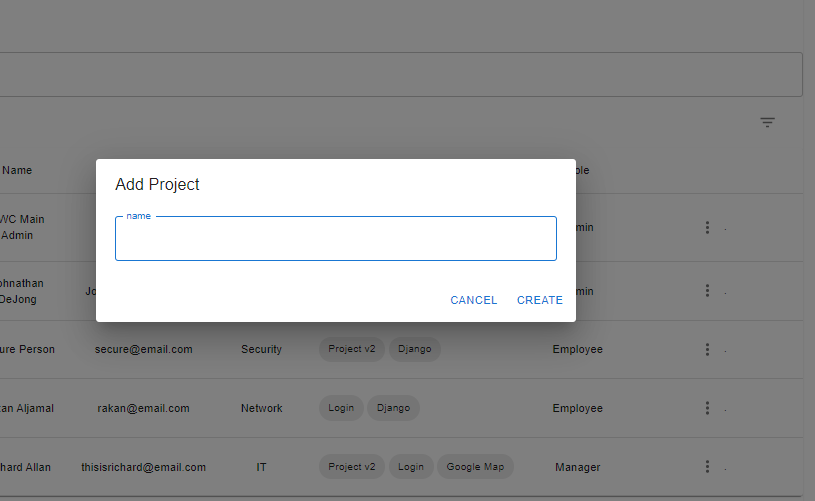 Name
ole
Add Project
name
CANCEL CREATE
WC Main
Admin
min
ohnathan
DeJong
Jo
min
ure Person secure@email.com Security Project v2 Django Employee
an Aljamal rakan@email.com Network Login Django Employee
hard Allan thisisrichard@email.com IT Project v2 Login Google Map Manager